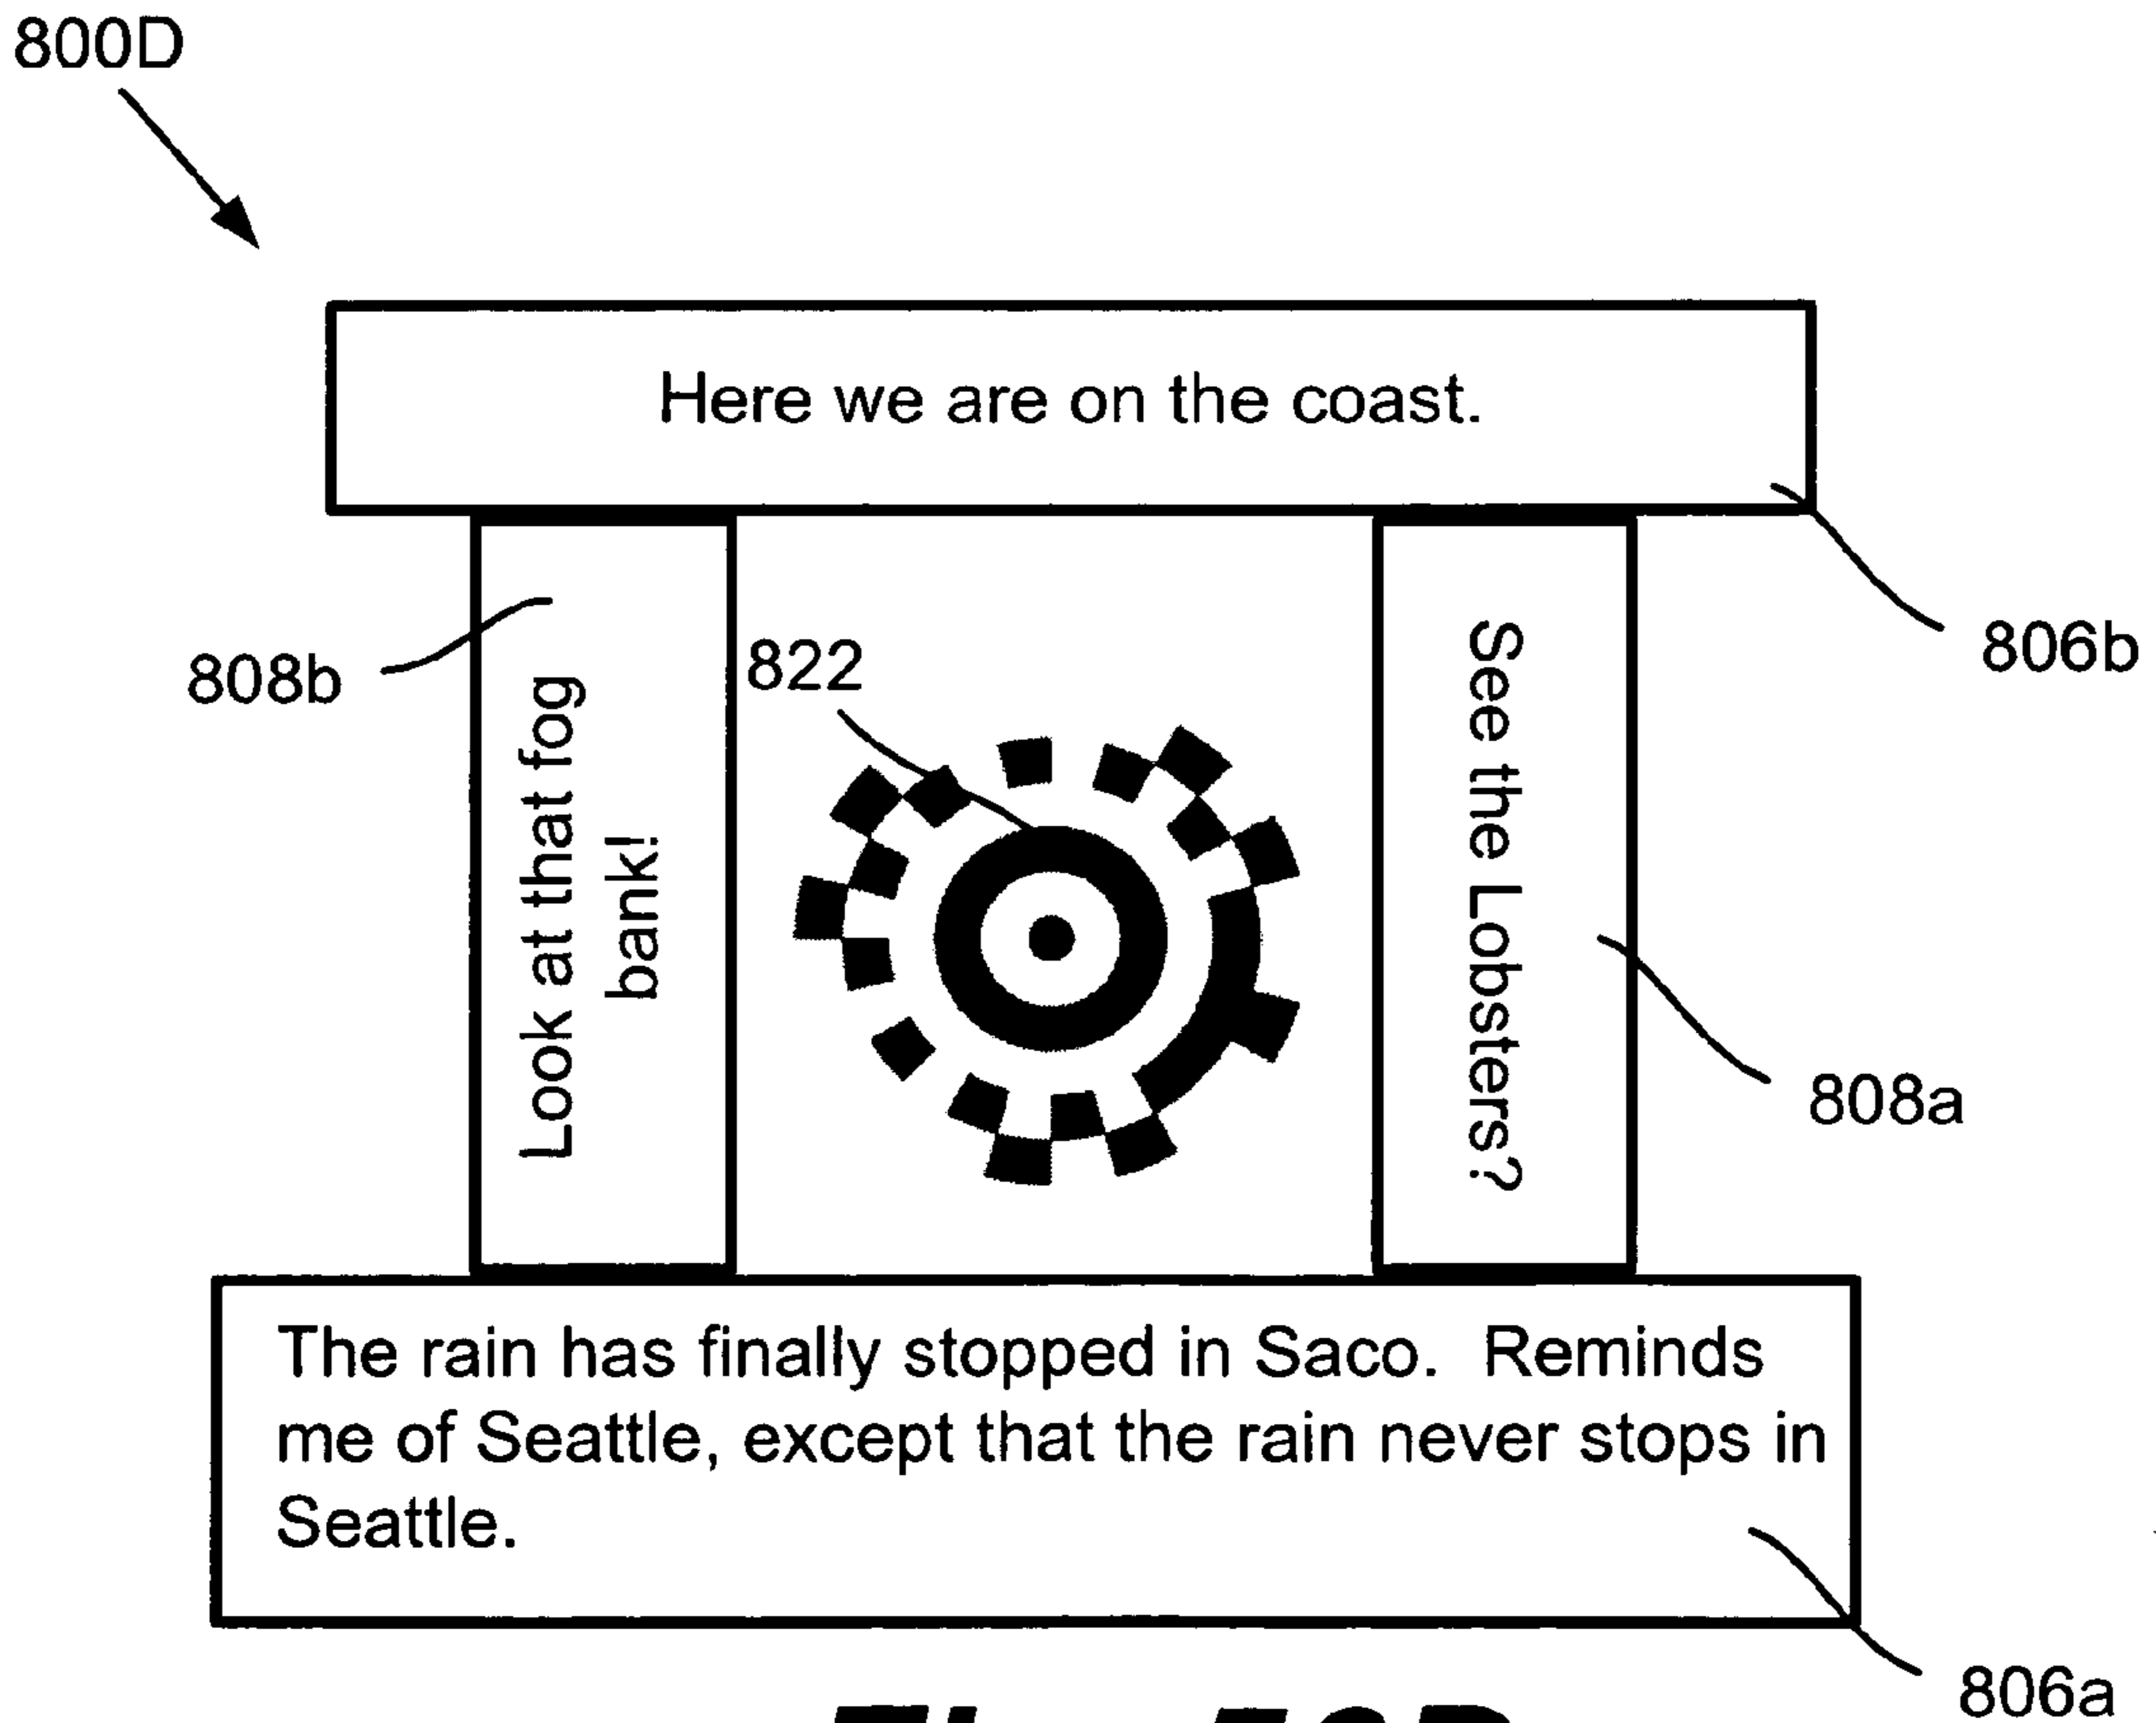 800D
Here we are on the coast.
806b
808b
Look at that fog
bank!
822
See the Lobsters?
808a
The rain has finally stopped in Saco.  Reminds
me of Seattle, except that the rain never stops in
Seattle.
806a